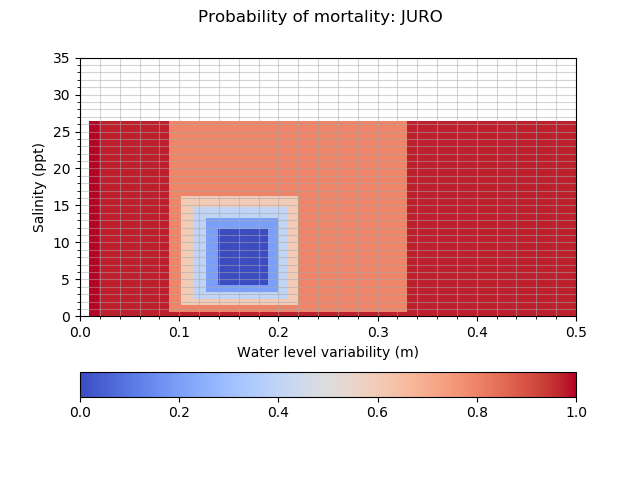 Probability of mortality: JURO
35
30
25
20
15
10
5
0
Salinity (ppt)
0.0 0.1 0.2 0.3 0.4 0.5
Water level variability (m)
0.0 0.2 0.4 0.6 0.8 1.0